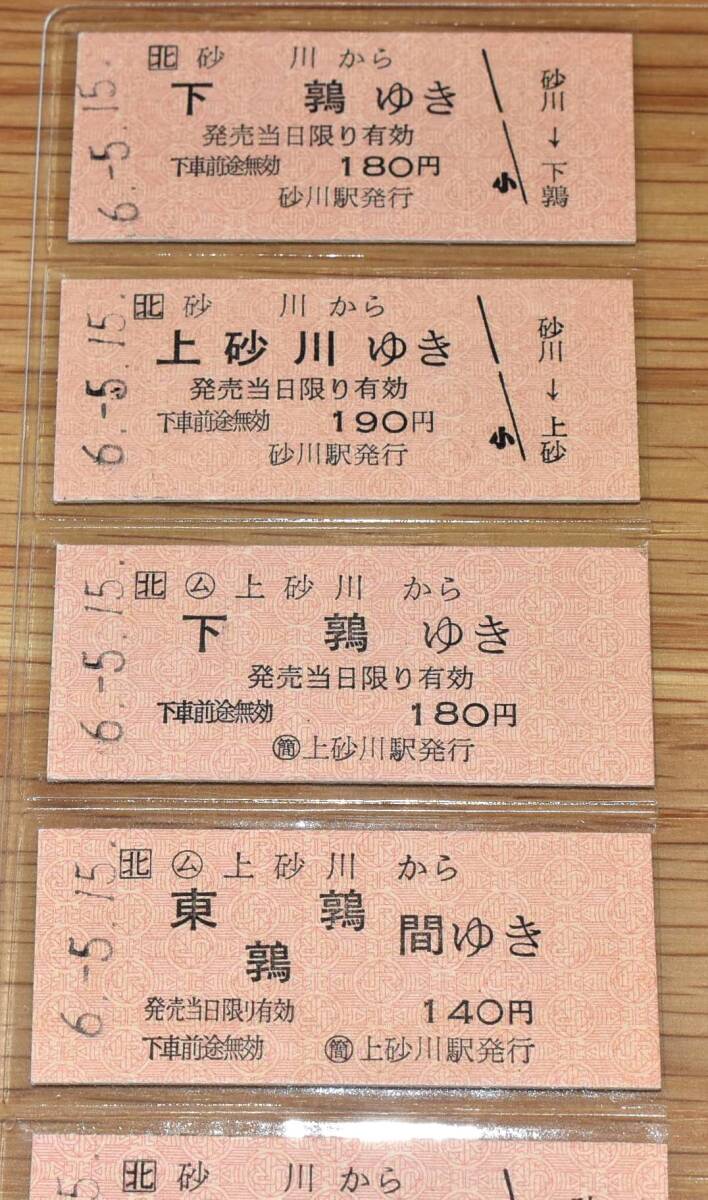 6.-5.15.
北 砂 川 から
下 鶉 ゆき
発売当日限り有効
下車前途無効 180円
砂川駅発行
小
砂川→下鶉
6.-5.15.
北 砂 川 から
上 砂 川 ゆき
発売当日限り有効
下車前途無効 190円
砂川駅発行
小
砂川→上砂
6.-5.15.
北 ム 上 砂 川 から
下 鶉 ゆき
発売当日限り有効
下車前途無効 180円
簡 上砂川駅発行
6.-5.15.
北 ム 上 砂 川 から
東 鶉
鶉 間ゆき
発売当日限り有効 140円
下車前途無効 簡 上砂川駅発行
北 砂 川 から